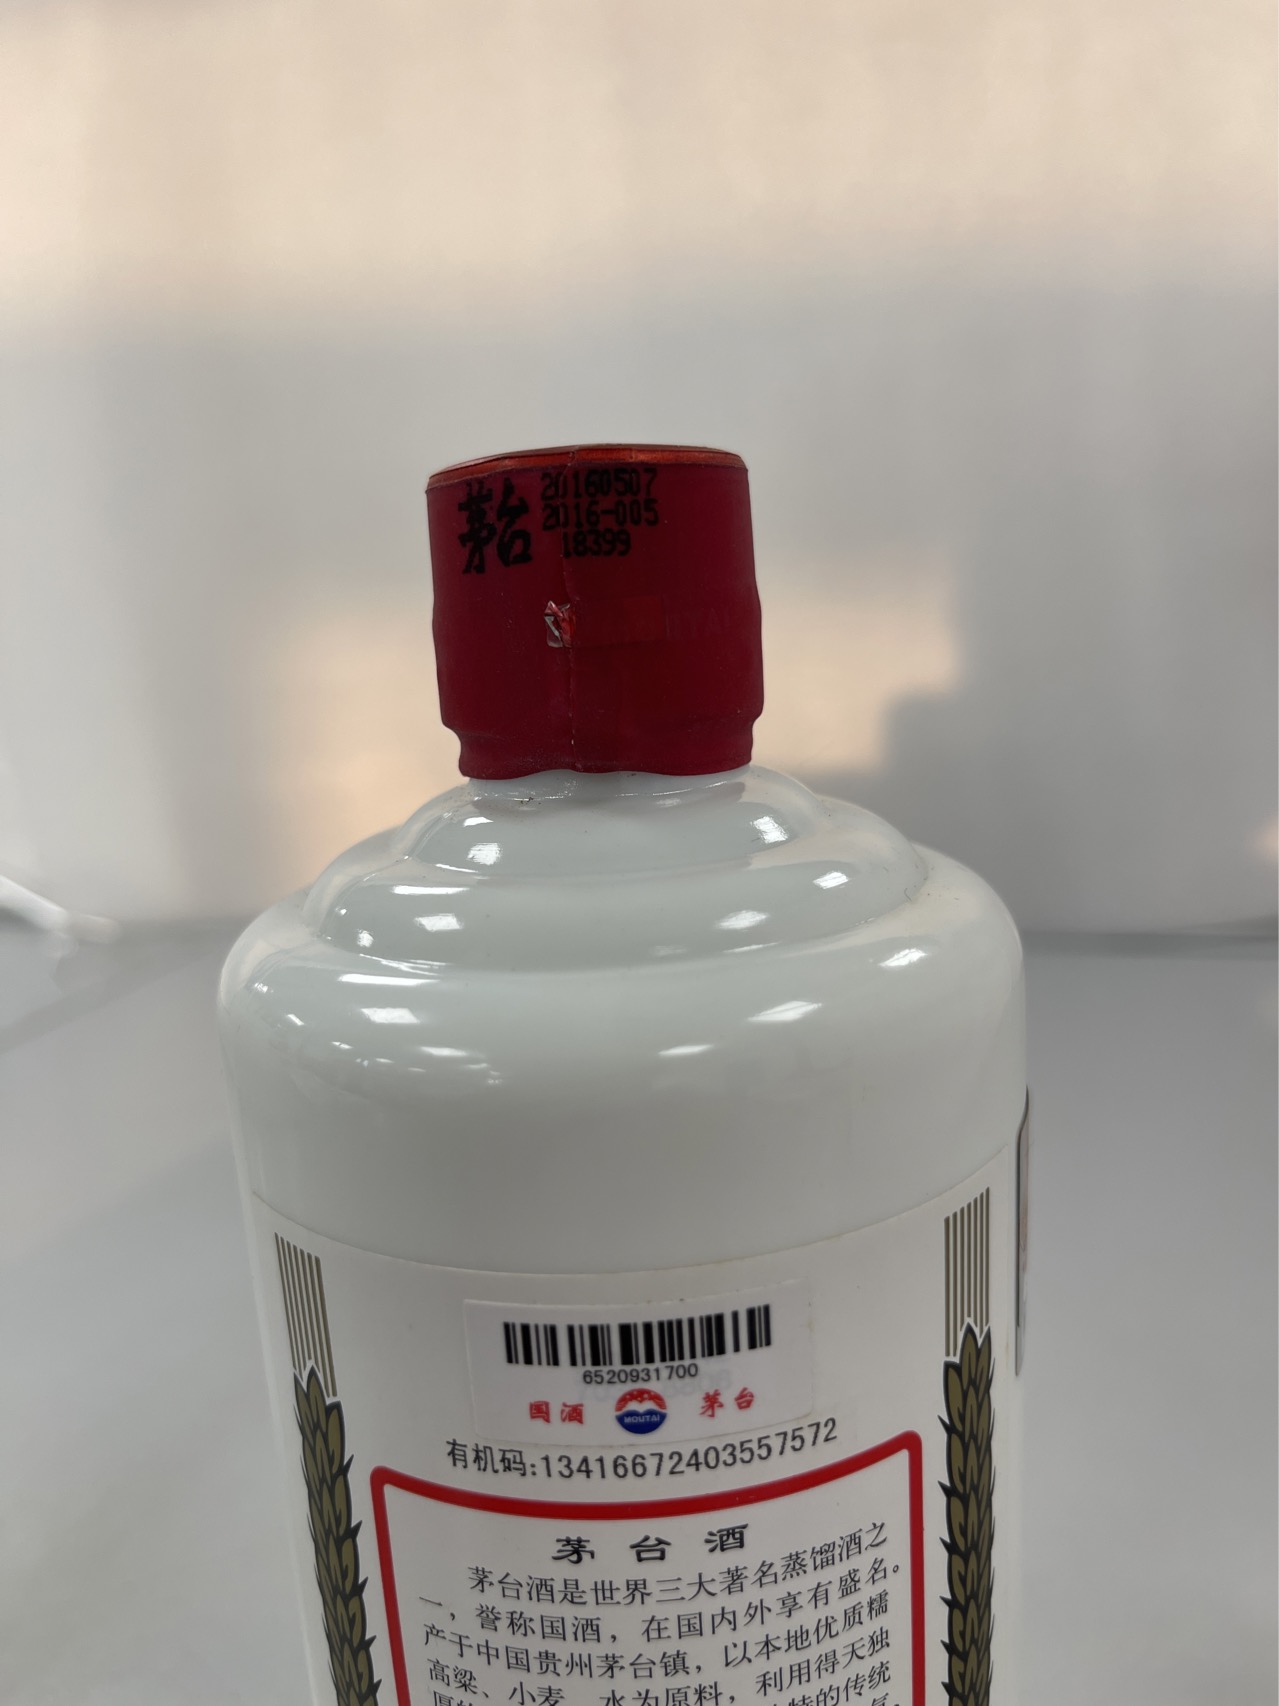 茅台
20160507
2016-005
18399
6520931700
国酒 MOUTAI 茅台
有机码:13416672403557572
茅台酒
茅台酒是世界三大著名蒸馏酒之
一，誉称国酒，在国内外享有盛名。
产于中国贵州茅台镇，以本地优质糯
高粱、小麦、水为原料，利用得天独
的传统